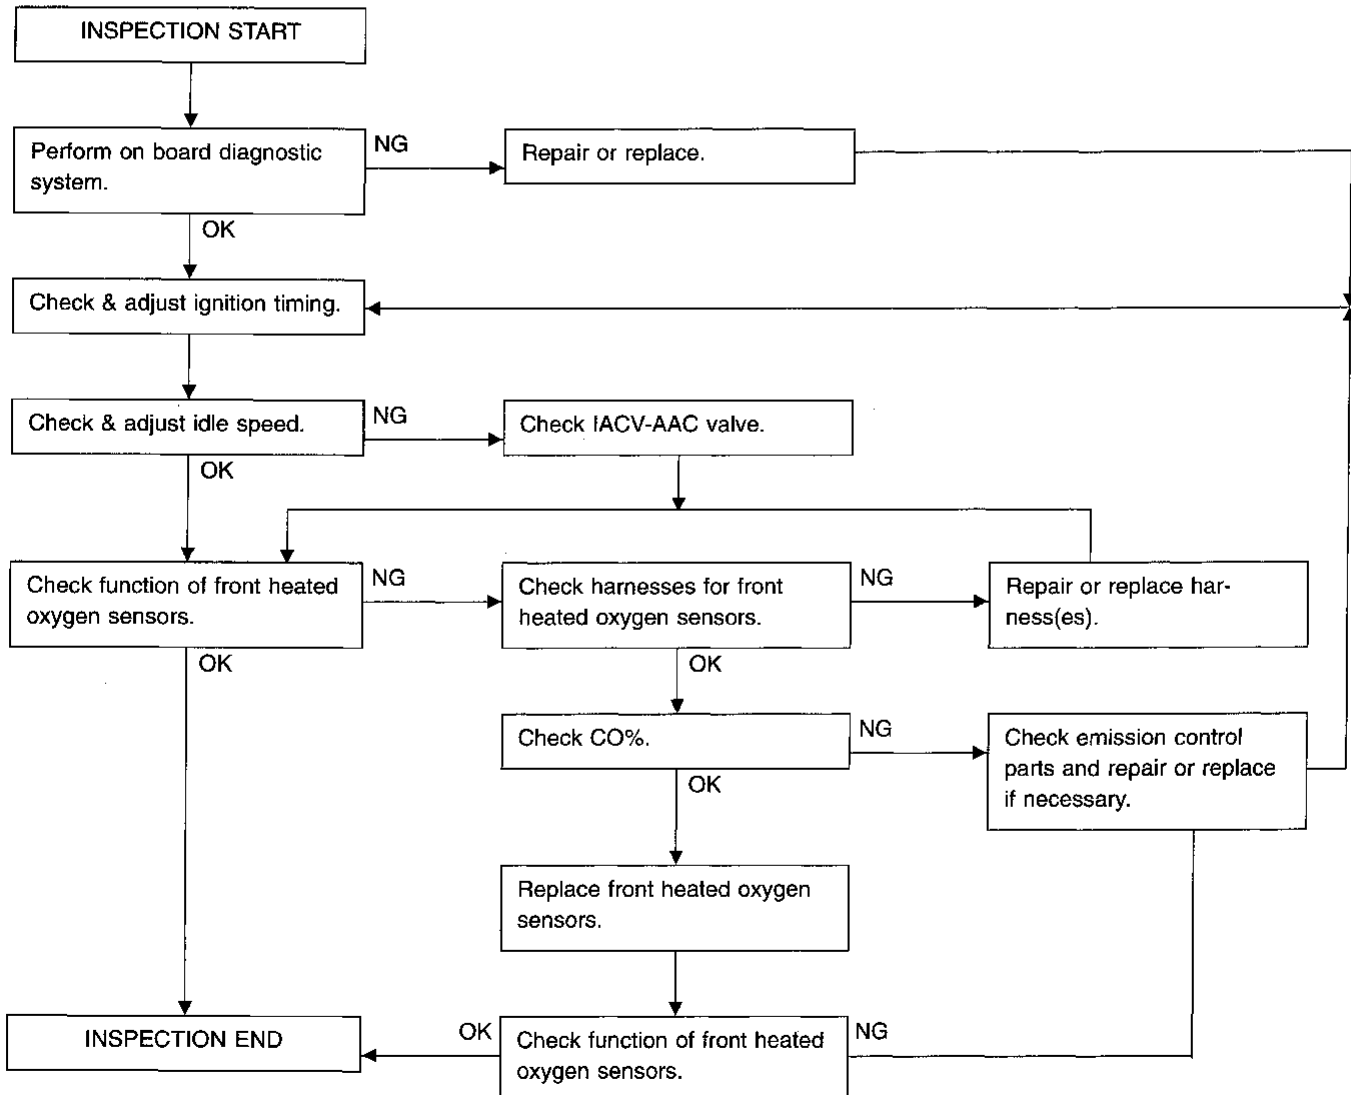 INSPECTION START
Perform on board diagnostic
system.
NG
Repair or replace.
OK
Check & adjust ignition timing.
Check & adjust idle speed.
NG
Check IACV-AAC valve.
OK
Check function of front heated
oxygen sensors.
NG
Check harnesses for front
heated oxygen sensors.
NG
Repair or replace har-
ness(es).
OK
OK
Check CO%.
NG
Check emission control
parts and repair or replace
if necessary.
OK
Replace front heated oxygen
sensors.
INSPECTION END
OK
Check function of front heated
oxygen sensors.
NG